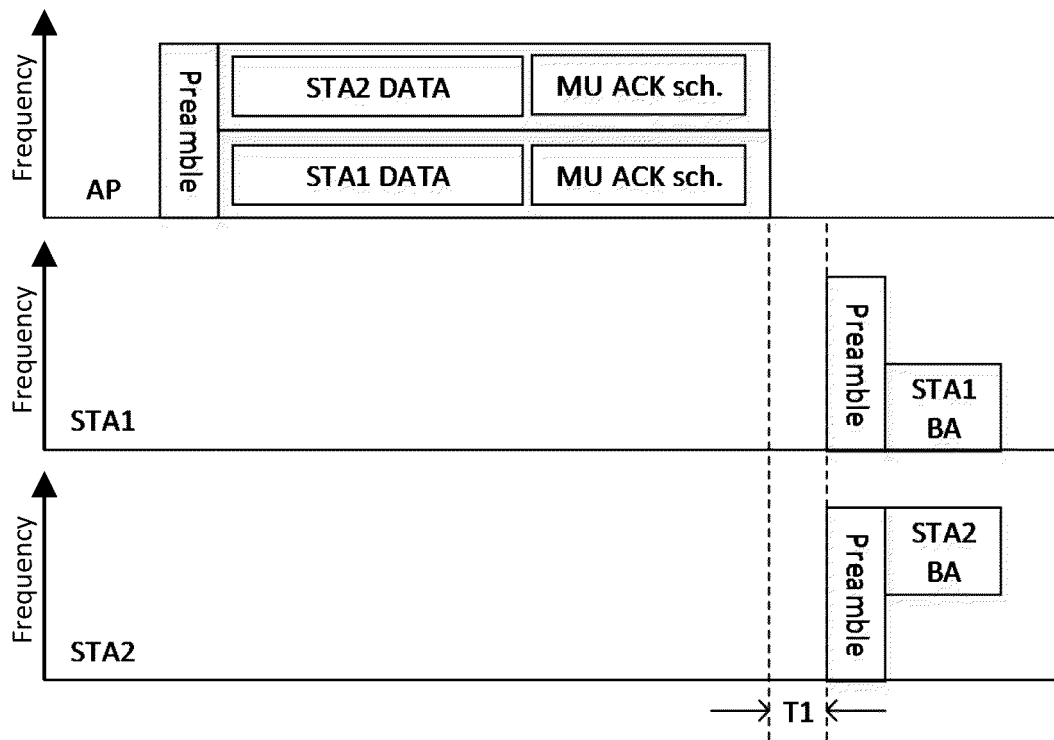 Frequency
AP
Preamble
STA2 DATA
MU ACK sch.
STA1 DATA
MU ACK sch.
Frequency
STA1
Preamble
STA1
BA
Frequency
STA2
Preamble
STA2
BA
T1